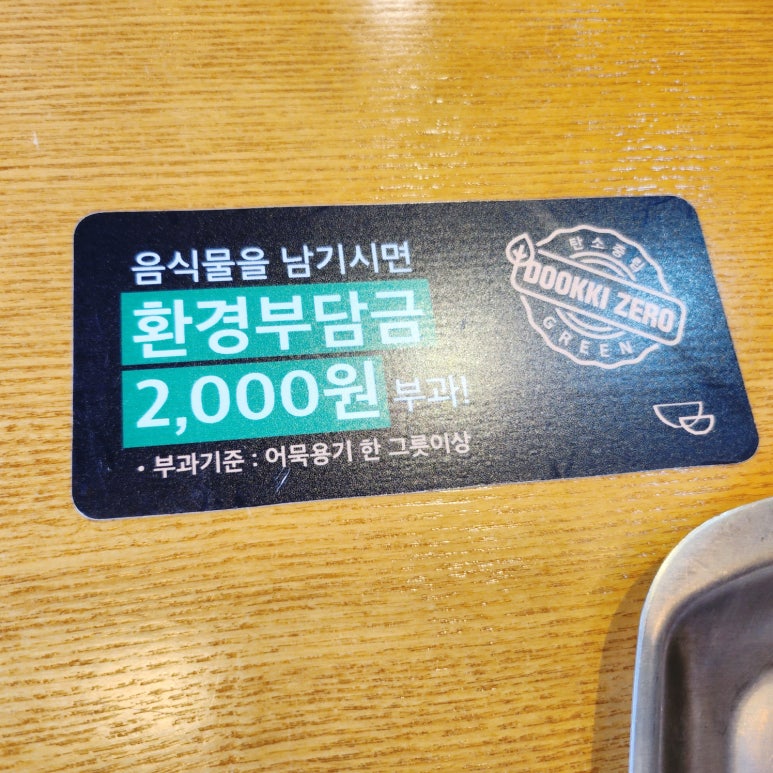 음식물을 남기시면
환경부담금
2,000원 부과!
• 부과기준 : 어묵용기 한 그릇이상
탄소중립
DOOKKI ZERO
GREEN